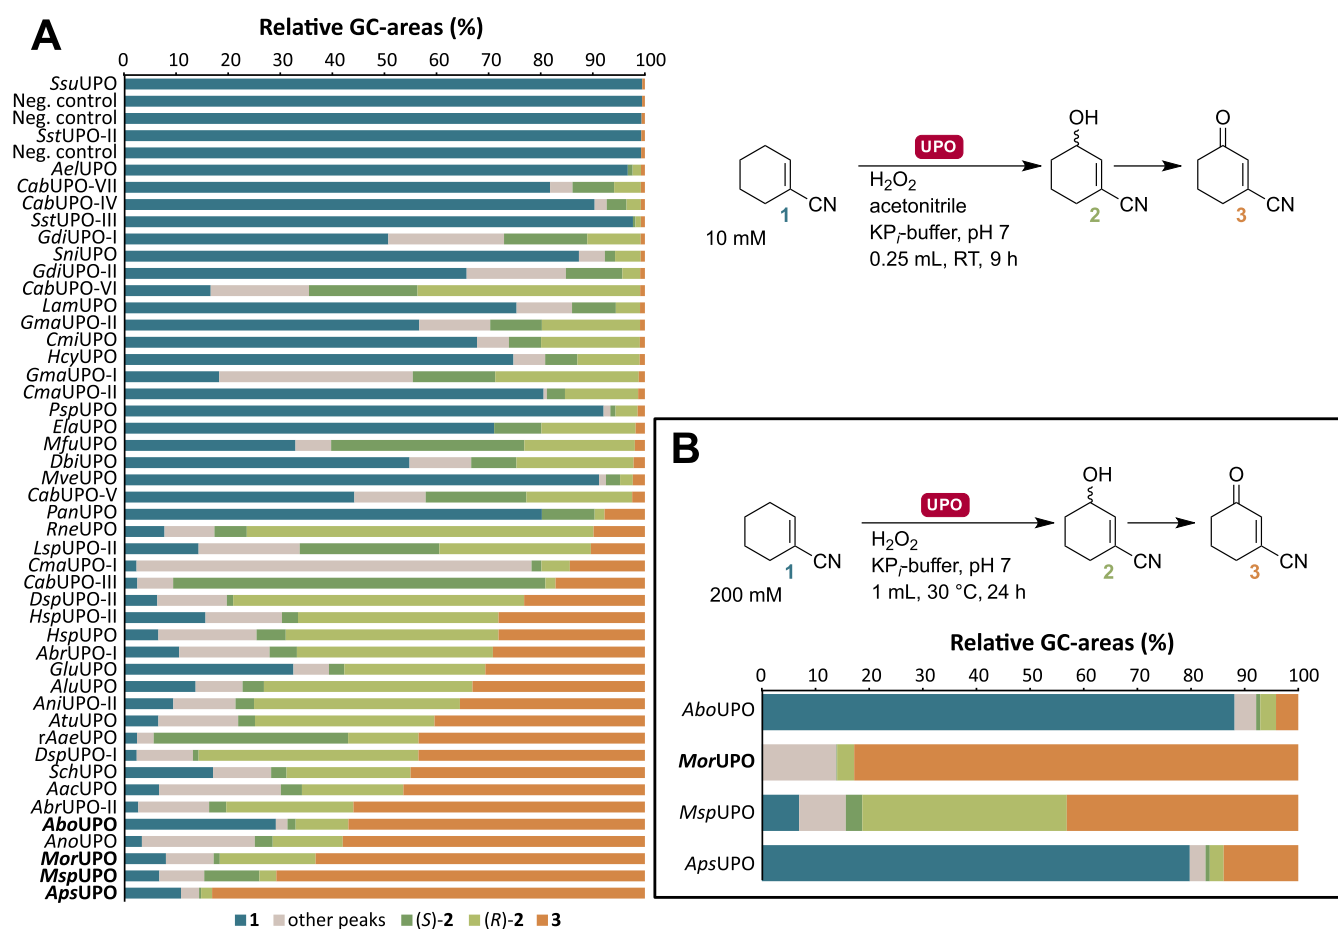 A
Relative GC-areas (%)
0 10 20 30 40 50 60 70 80 90 100
SsuUPO
Neg. control
Neg. control
SstUPO-II
Neg. control
AelUPO
CabUPO-VII
CabUPO-IV
SstUPO-III
GdiUPO-I
SniUPO
GdiUPO-II
CabUPO-VI
LamUPO
GmaUPO-II
CmiUPO
HcyUPO
GmaUPO-I
CmaUPO-II
PspUPO
ElaUPO
MfuUPO
DbiUPO
MveUPO
CabUPO-V
PanUPO
RneUPO
LspUPO-II
CmaUPO-I
CabUPO-III
DspUPO-II
HspUPO-II
HspUPO
AbrUPO-I
GluUPO
AluUPO
AniUPO-II
AtuUPO
rAaeUPO
DspUPO-I
SchUPO
AacUPO
AbrUPO-II
AboUPO
AnoUPO
MorUPO
MspUPO
ApsUPO
1 other peaks (S)-2 (R)-2 3
OH
O
UPO
H2O2
acetonitrile
KPi-buffer, pH 7
0.25 mL, RT, 9 h
CN
CN
CN
1
2
3
10 mM
B
OH
O
UPO
H2O2
KPi-buffer, pH 7
1 mL, 30 °C, 24 h
CN
CN
CN
1
2
3
200 mM
Relative GC-areas (%)
0 10 20 30 40 50 60 70 80 90 100
AboUPO
MorUPO
MspUPO
ApsUPO